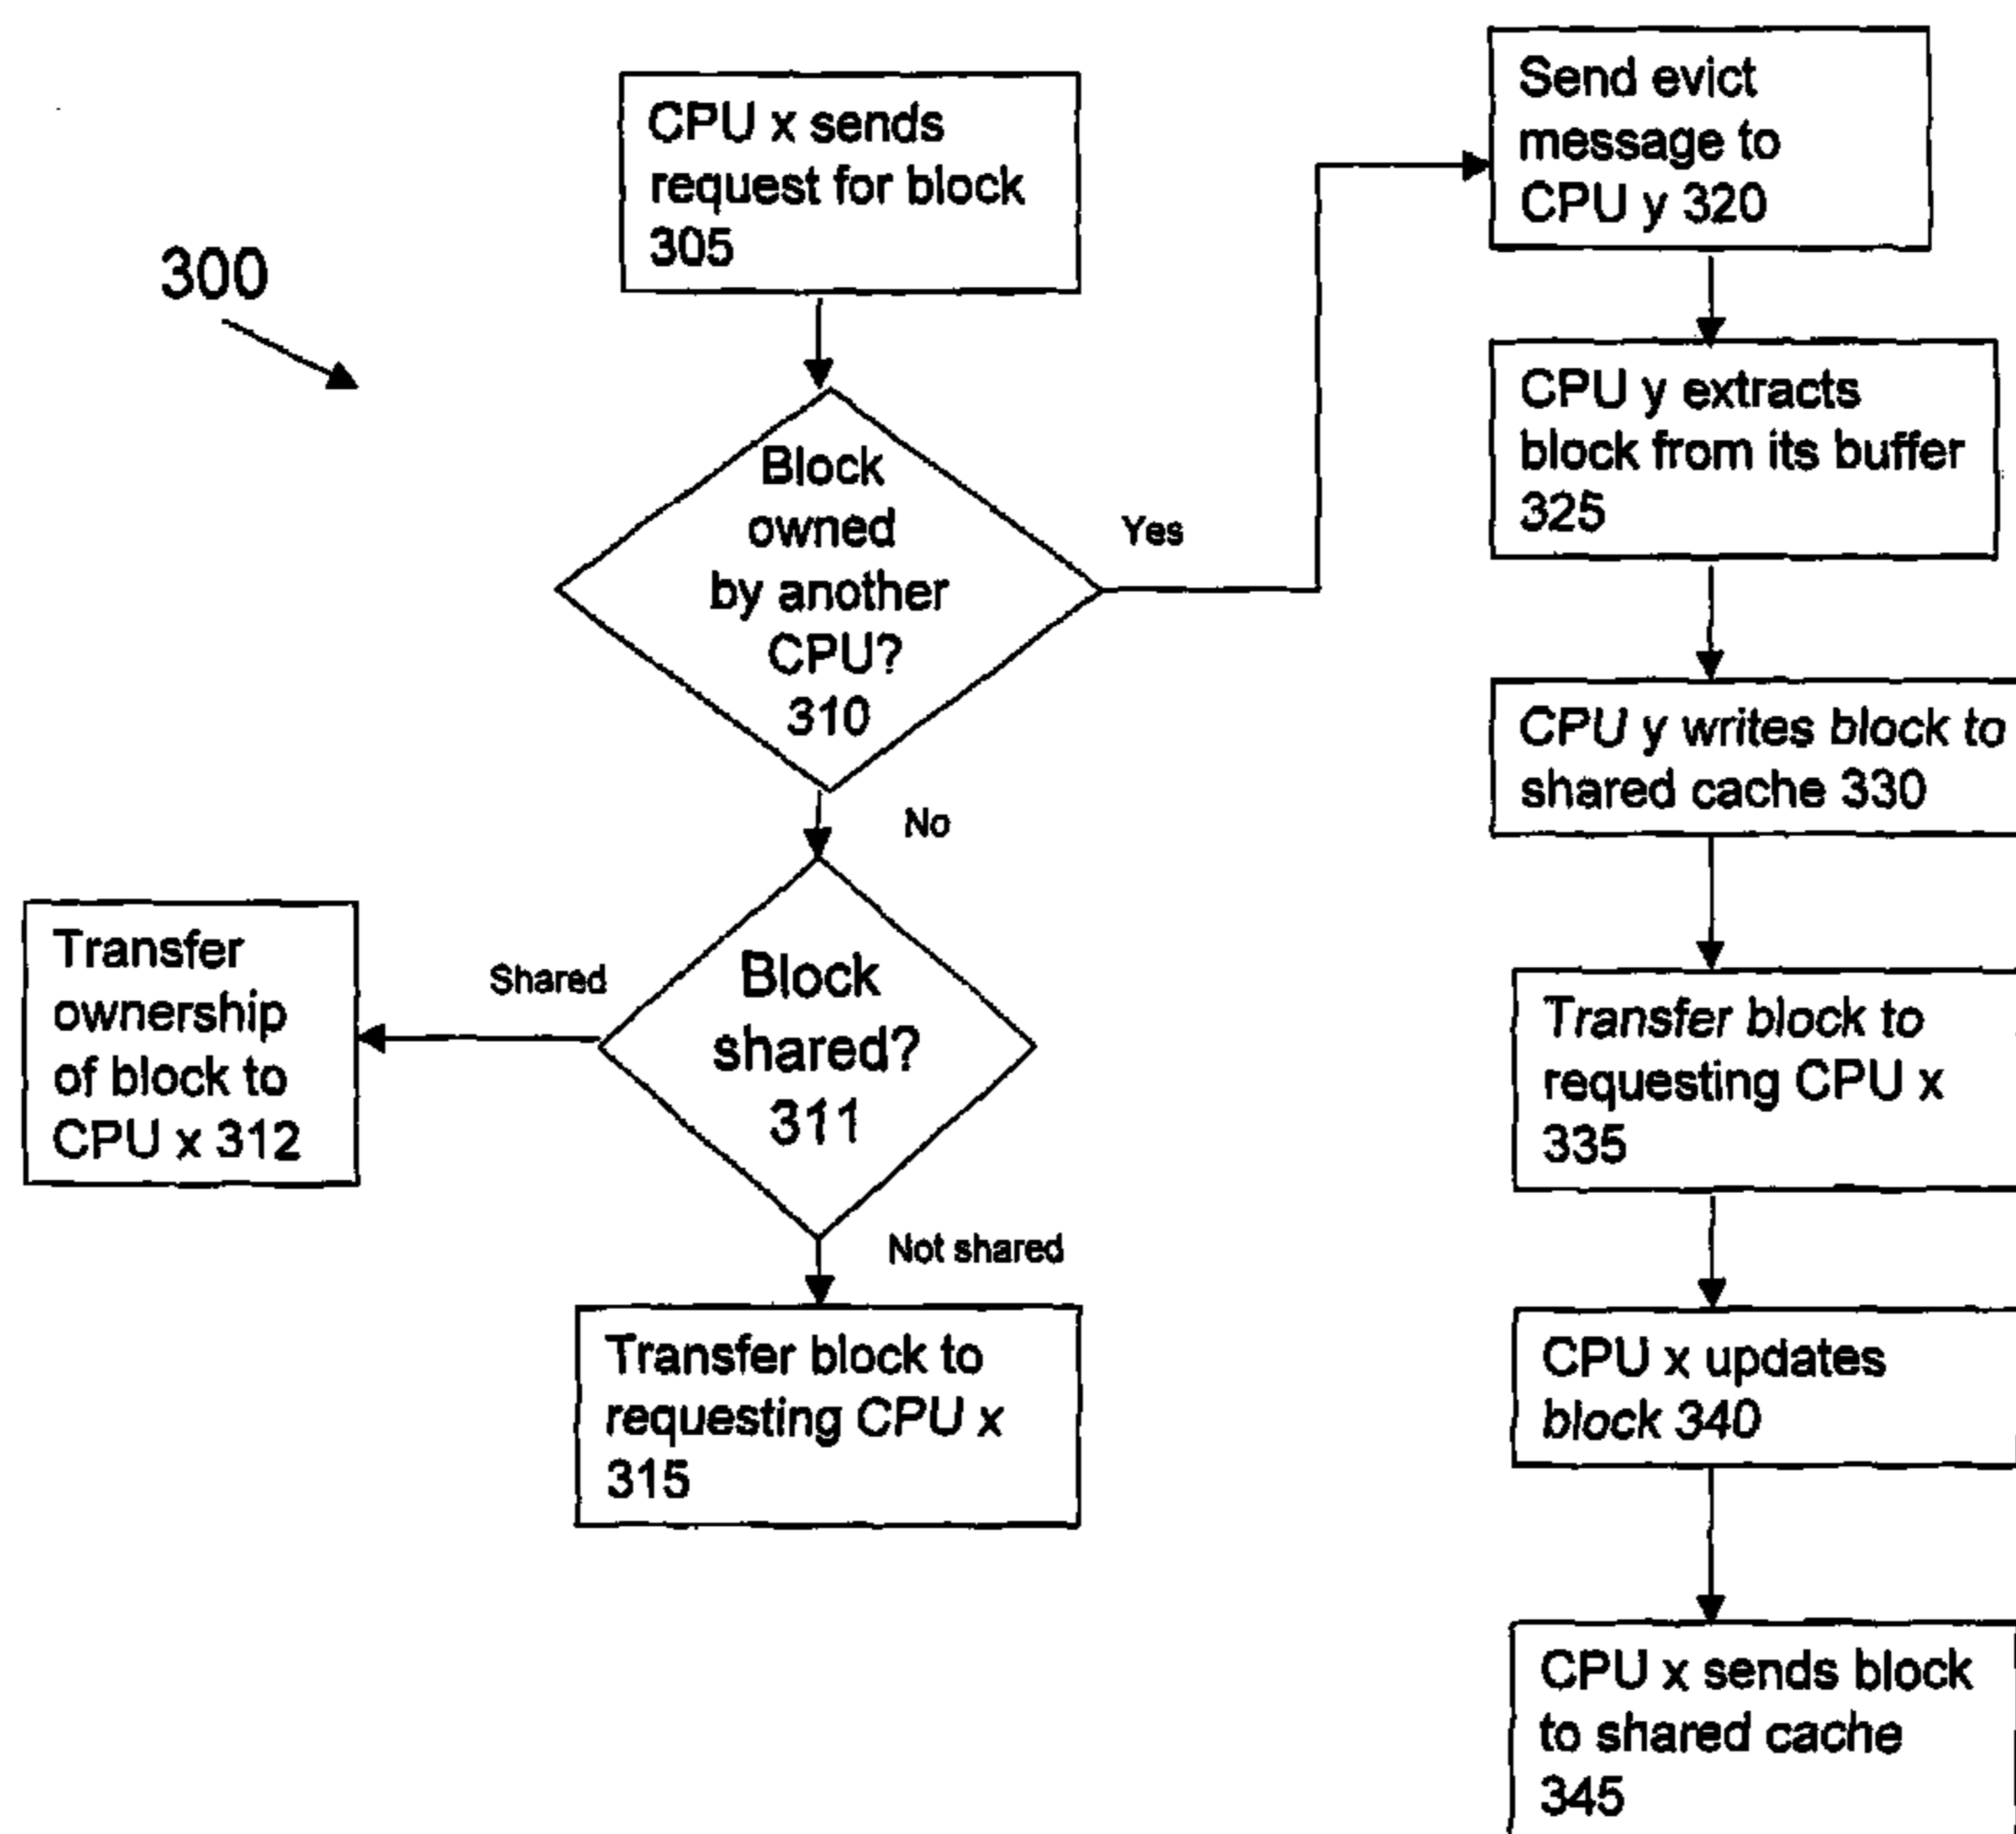 300
CPU x sends
request for block
305
Block
owned
by another
CPU?
310
Yes
No
Block
shared?
311
Shared
Not shared
Transfer
ownership
of block to
CPU x 312
Transfer block to
requesting CPU x
315
Send evict
message to
CPU y 320
CPU y extracts
block from its buffer
325
CPU y writes block to
shared cache 330
Transfer block to
requesting CPU x
335
CPU x updates
block 340
CPU x sends block
to shared cache
345